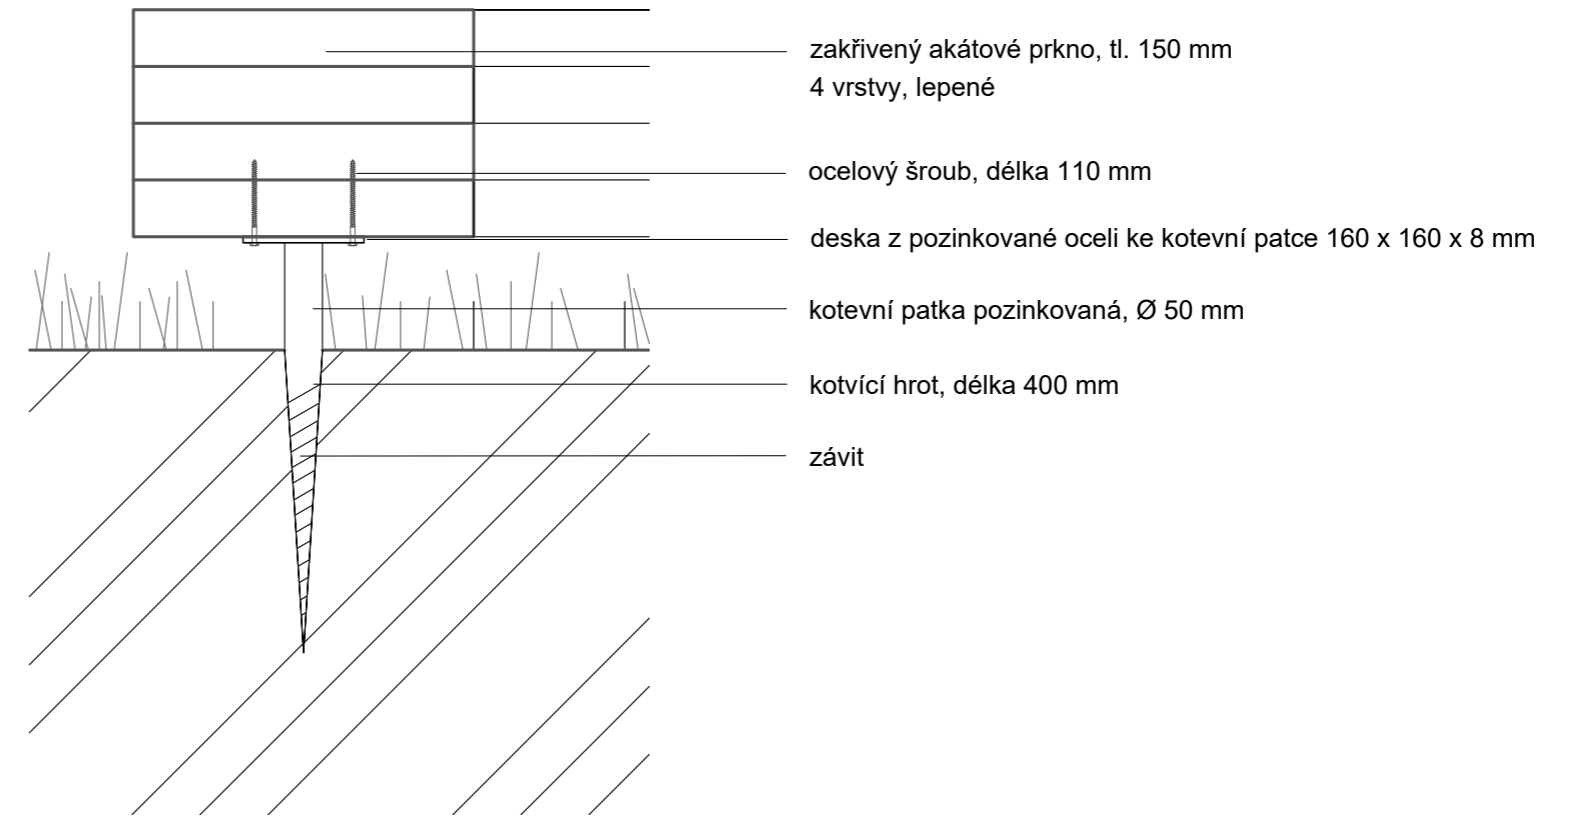 zakřivený akátové prkno, tl. 150 mm
4 vrstvy, lepené
ocelový šroub, délka 110 mm
deska z pozinkované oceli ke kotevní patce 160 x 160 x 8 mm
kotevní patka pozinkovaná, Ø 50 mm
kotvící hrot, délka 400 mm
závit